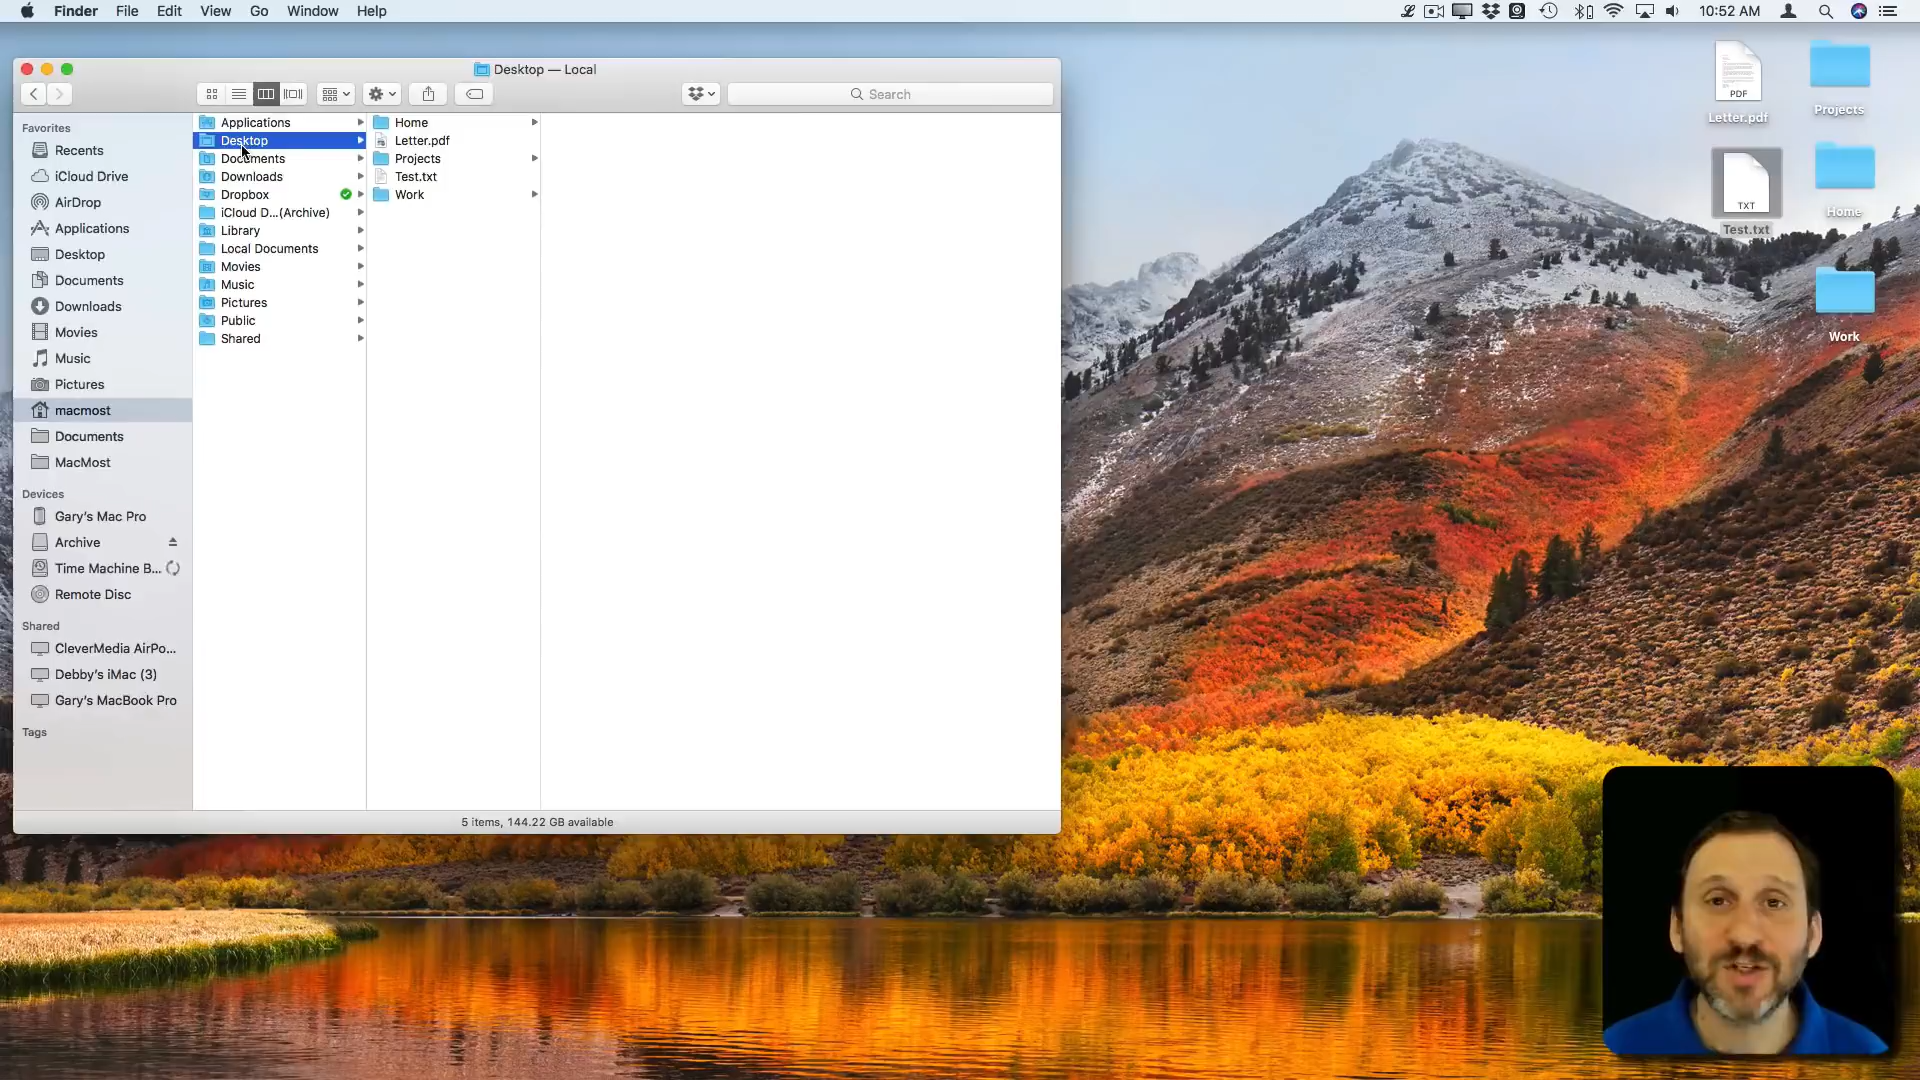 Finder File Edit View Go Window Help
10:52 AM
Desktop — Local
Search
Favorites
Recents
iCloud Drive
AirDrop
Applications
Desktop
Documents
Downloads
Movies
Music
Pictures
macmost
Documents
MacMost
Devices
Gary's Mac Pro
Archive
Time Machine B...
Remote Disc
Shared
CleverMedia AirPo...
Debby's iMac (3)
Gary's MacBook Pro
Tags
Applications
Desktop
Documents
Downloads
Dropbox
iCloud D...(Archive)
Library
Local Documents
Movies
Music
Pictures
Public
Shared
Home
Letter.pdf
Projects
Test.txt
Work
5 items, 144.22 GB available
PDF
Letter.pdf
Projects
TXT
Test.txt
Home
Work